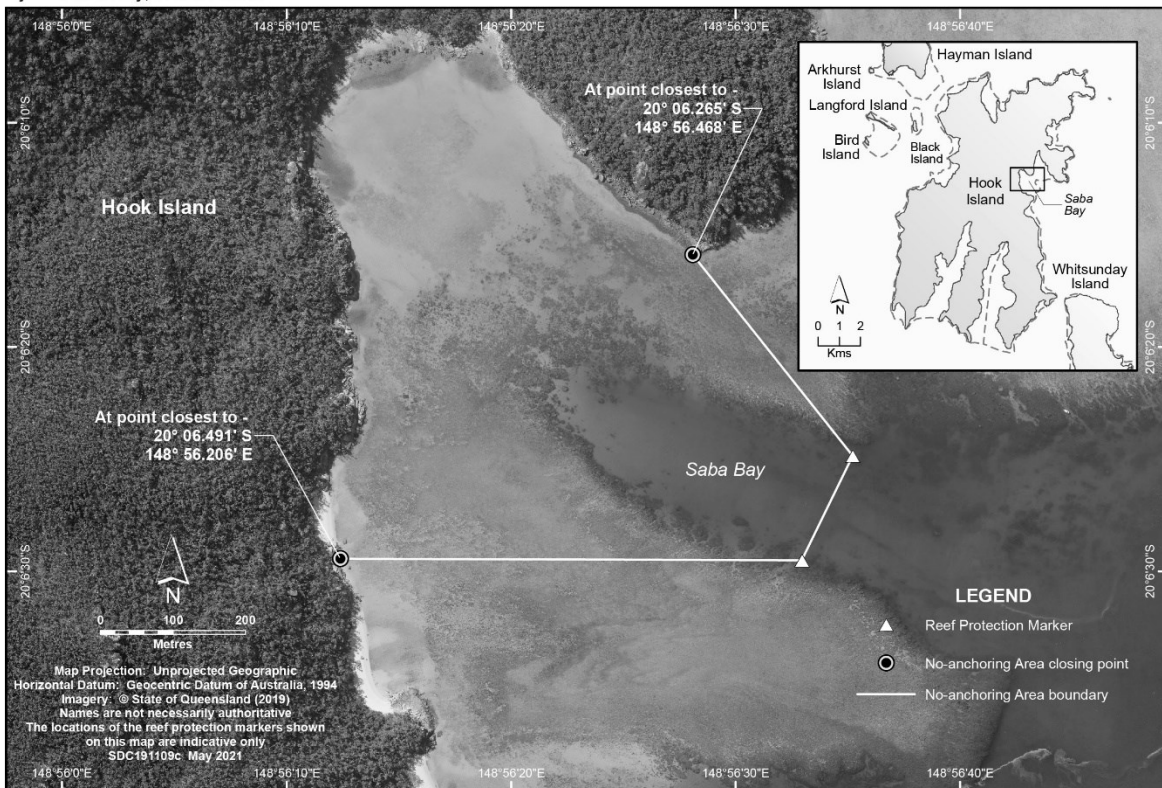 148°56'0"E
148°56'10"E
148°56'20"E
148°56'30"E
148°56'40"E
20°6'10"S
20°6'10"S
At point closest to -
20° 06.265' S
148° 56.468' E
Hook Island
Hayman Island
Arkhurst
Island
Langford Island
Bird
Island
Black
Island
Hook
Island
Saba
Bay
Whitsunday
Island
N
0 1 2
Kms
20°6'20"S
20°6'20"S
At point closest to -
20° 06.491' S
148° 56.206' E
Saba Bay
20°6'30"S
20°6'30"S
N
0 100 200
Metres
LEGEND
Reef Protection Marker
No-anchoring Area closing point
No-anchoring Area boundary
Map Projection: Unprojected Geographic
Horizontal Datum: Geocentric Datum of Australia, 1994
Imagery: © State of Queensland (2019)
Names are not necessarily authoritative
The locations of the reef protection markers shown
on this map are indicative only
SDC191109c May 2021
148°56'0"E
148°56'10"E
148°56'20"E
148°56'30"E
148°56'40"E